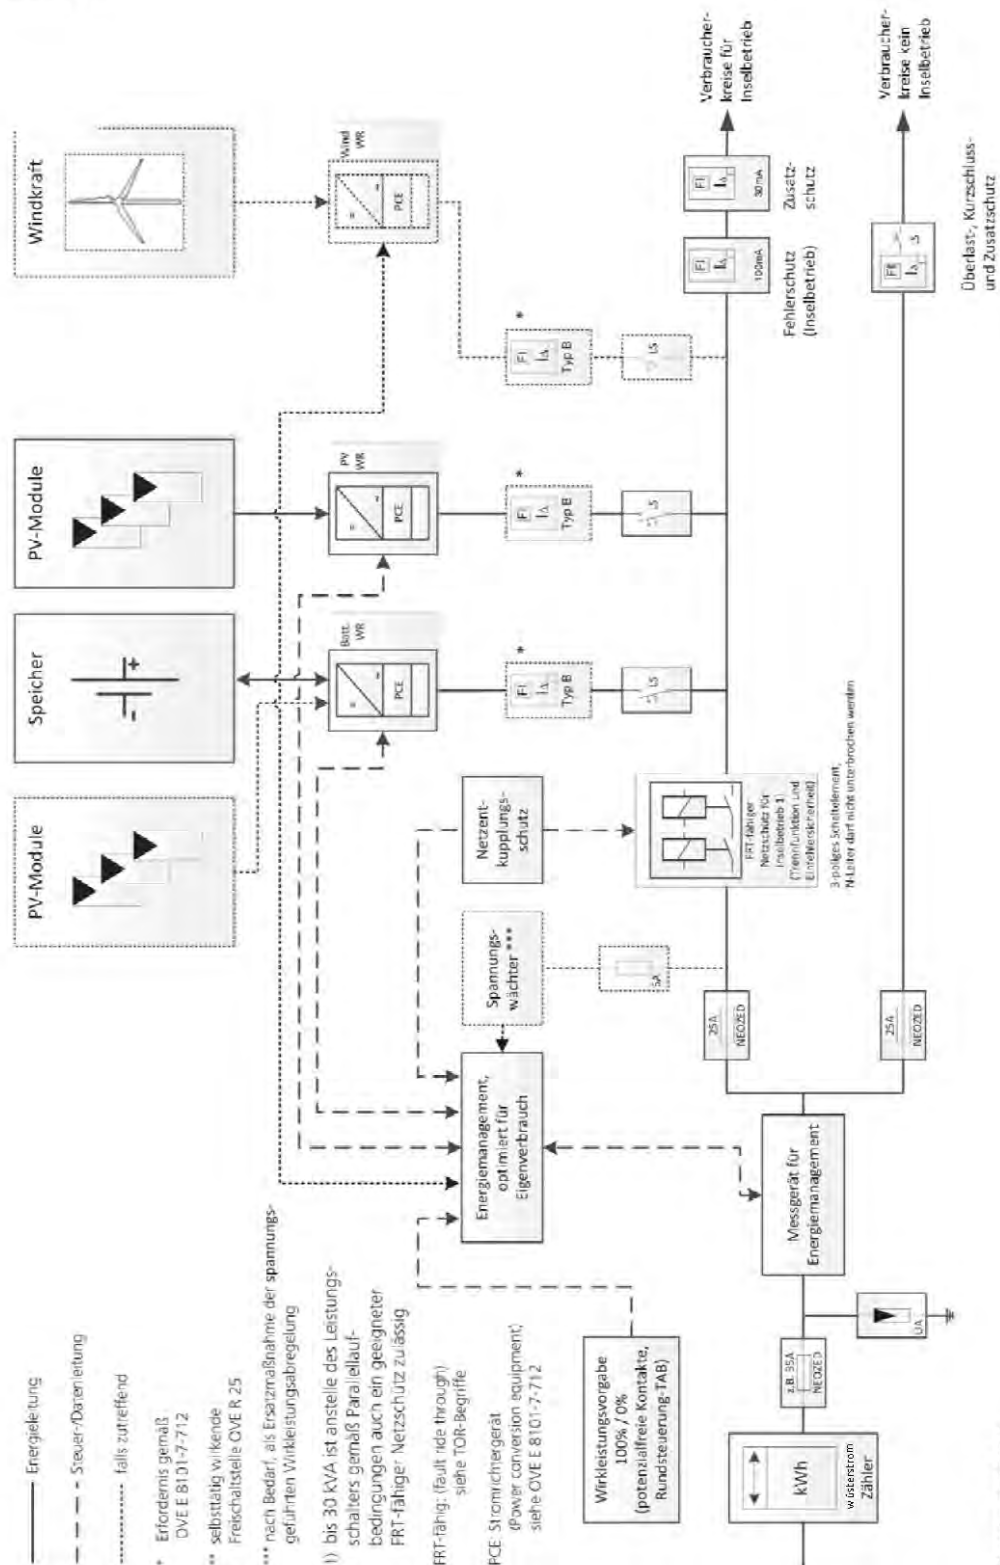 Energieleitung
Steuer-/Datenleitung
falls zutreffend
* Erfordernis gemäß
OVE E 8101-7-712
** selbsttätig wirkende
Freischaltstelle OVE R 25
*** nach Bedarf, als Ersatzmaßnahme der spannungs-
geführten Wirkleistungsabregelung
1) bis 30 kVA ist anstelle des Leistungs-
schalters gemäß Parallellauf-
bedingungen auch ein geeigneter
FRT-fähiger Netzschütz zulässig
FRT-fähig: (fault ride through)
siehe TOR-Begriffe
PCE Stromrichtergerät
(Power conversion equipment)
siehe OVE E 8101-7-712
PV-Module
Speicher
PV-Module
Windkraft
- +
Batt.
WR
=
~
PCE
PV
WR
=
~
PCE
Wind
WR
=
~
PCE
Energiemanagement,
optimiert für
Eigenverbrauch
Spannungs-
wächter ***
Netzent-
kupplungs-
schutz
FI
I∆
Typ B
*
FI
I∆
Typ B
*
FI
I∆
Typ B
*
5A
LS
LS
LS
Wirkleistungsvorgabe
100% / 0%
(potenzialfreie Kontakte,
Rundsteuerung-TAB)
FRT-fähiger
Netzschütz für
Inselbetrieb 1)
(Trennfunktion und
Einfehlersicherheit)
3-poliges Schaltelement,
N-Leiter darf nicht unterbrochen werden
25A
NEOZED
FI
I∆
100mA
FI
I∆
30mA
Verbraucher-
kreise für
Inselbetrieb
Fehlerschutz
(Inselbetrieb)
Zusatz-
schutz
kWh
w üsterstrom
Zähler
z.B. 35A
NEOZED
ÜA
Messgerät für
Energiemanagement
25A
NEOZED
FI
I∆
LS
Verbraucher-
kreise kein
Inselbetrieb
Überlast-, Kurzschluss-
und Zusatzschutz